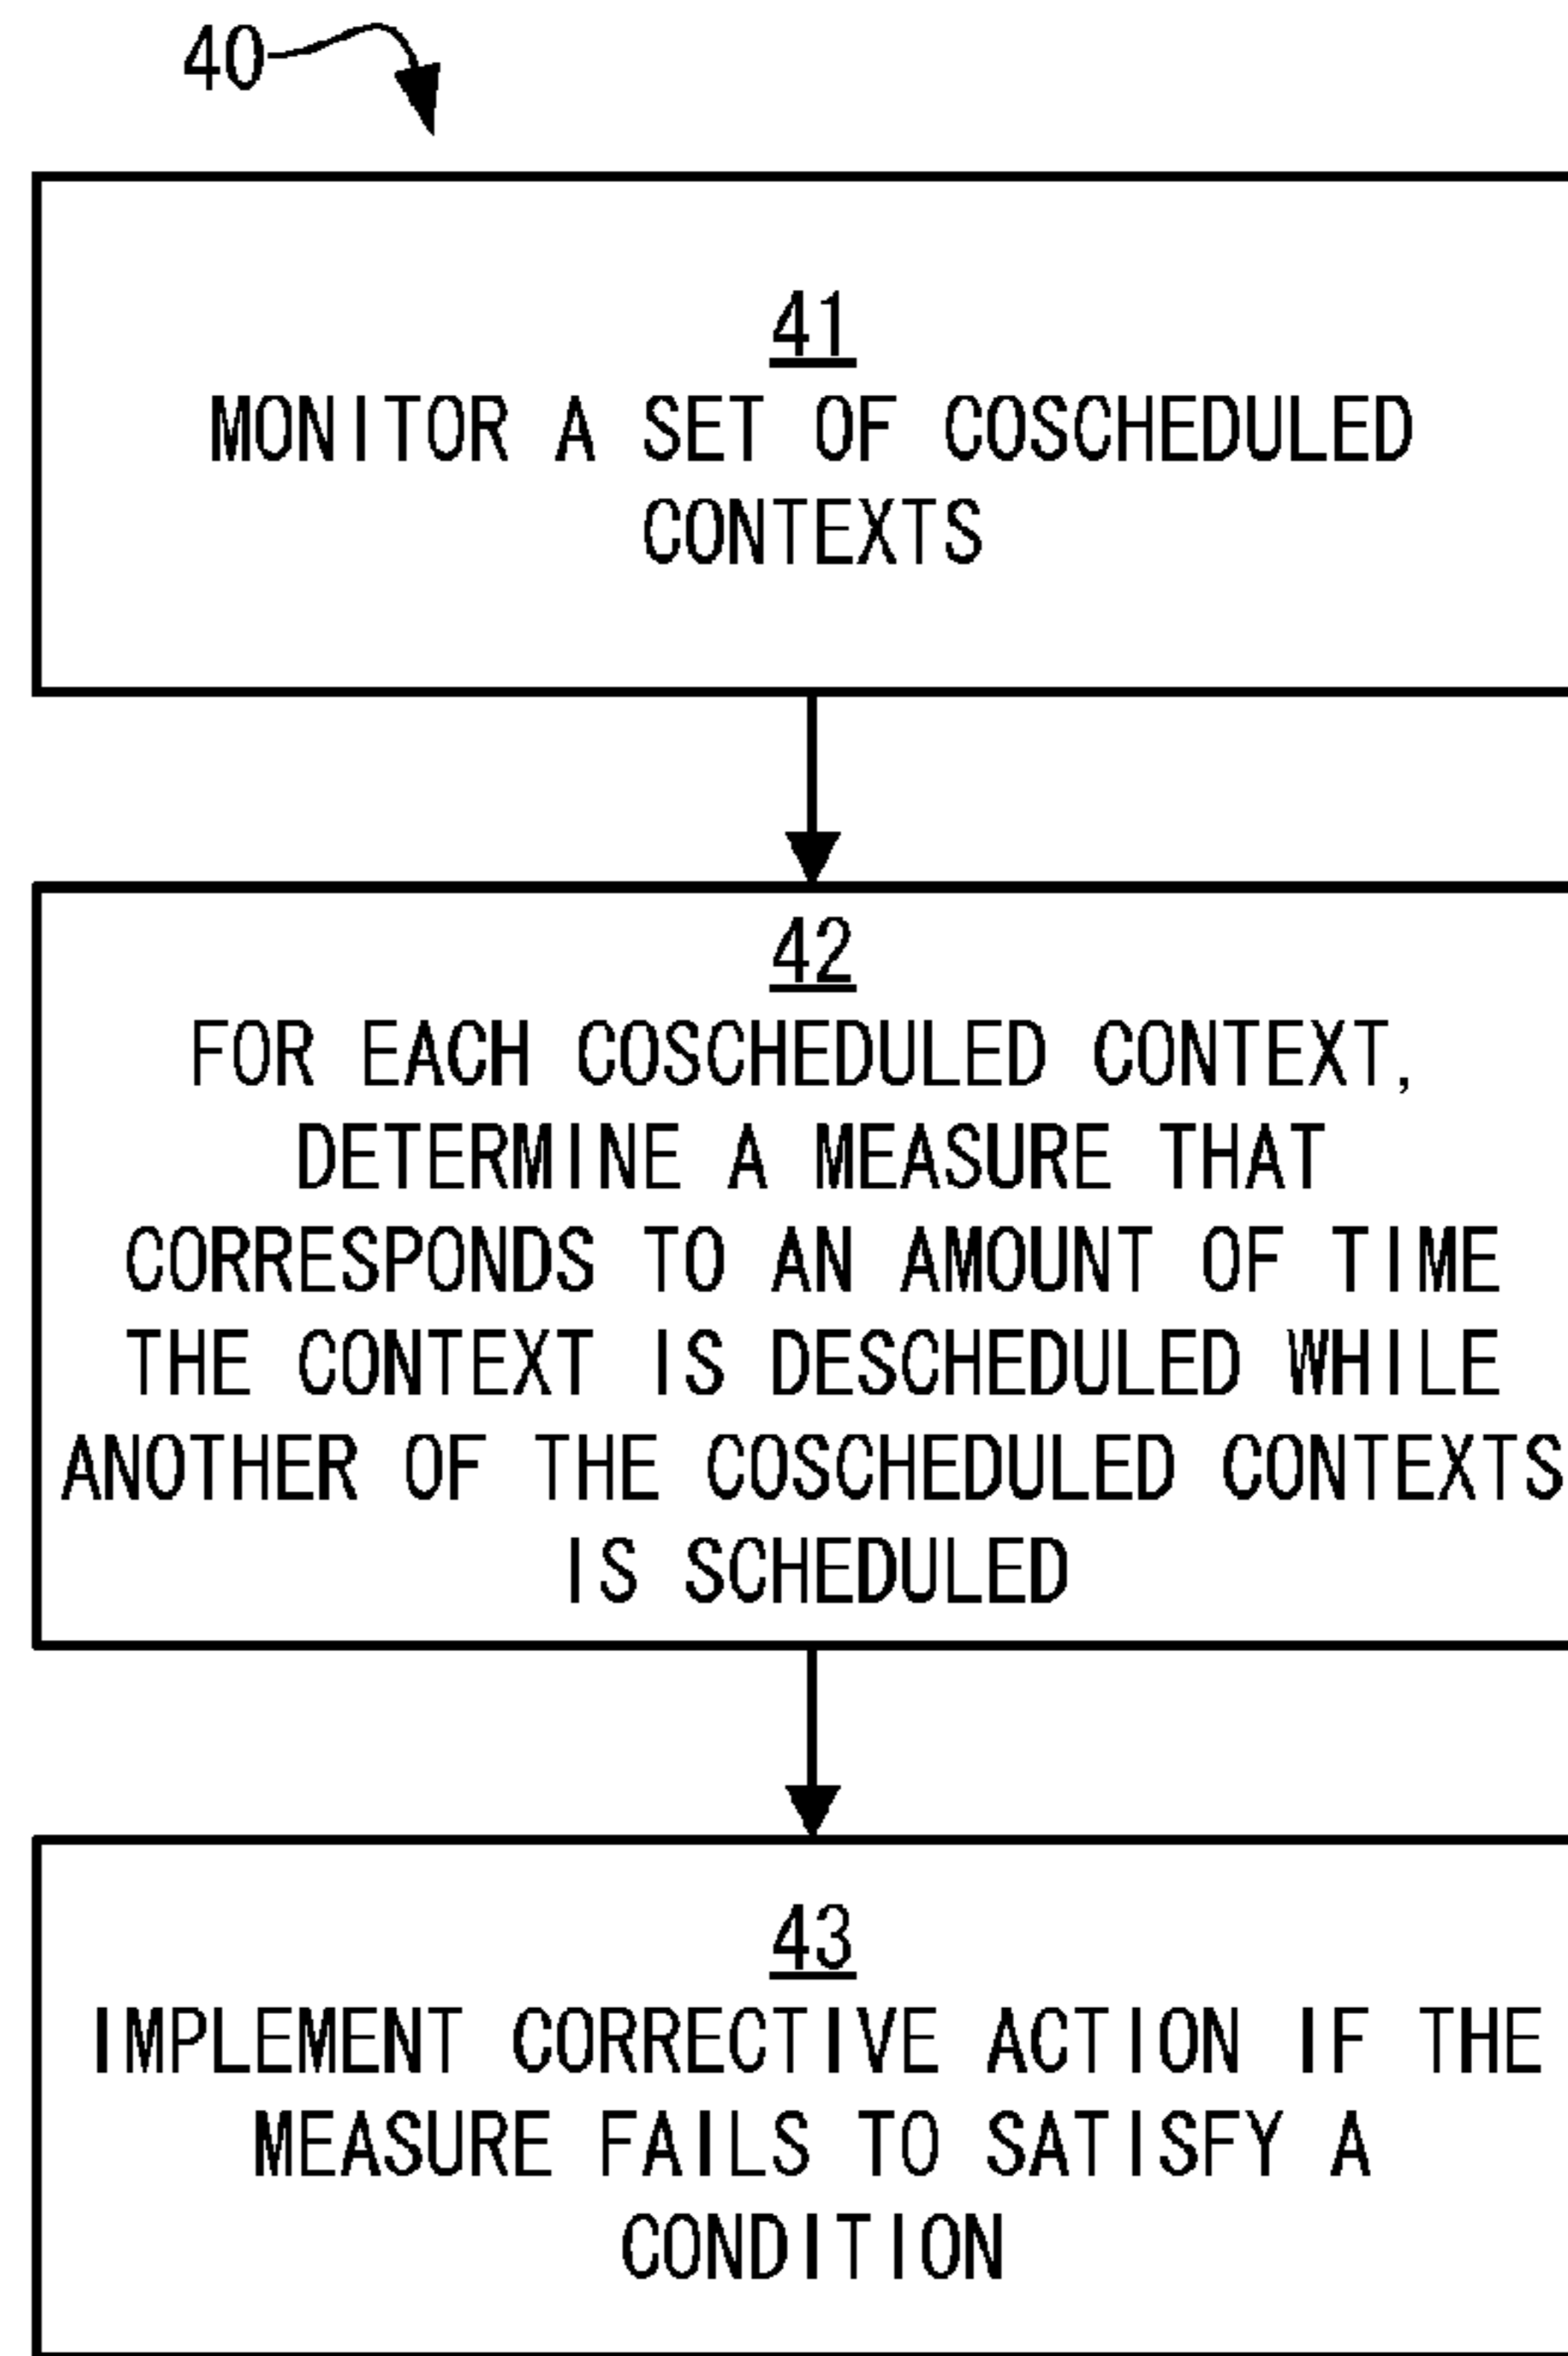 40
41
MONITOR A SET OF COSCHEDULED
CONTEXTS
42
FOR EACH COSCHEDULED CONTEXT,
DETERMINE A MEASURE THAT
CORRESPONDS TO AN AMOUNT OF TIME
THE CONTEXT IS DESCHEDULED WHILE
ANOTHER OF THE COSCHEDULED CONTEXTS
IS SCHEDULED
43
IMPLEMENT CORRECTIVE ACTION IF THE
MEASURE FAILS TO SATISFY A
CONDITION